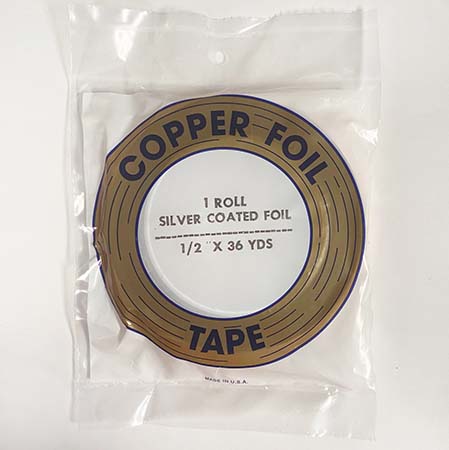 COPPER FOIL
1 ROLL
SILVER COATED FOIL
1/2 " X 36 YDS
TAPE
MADE IN U.S.A.